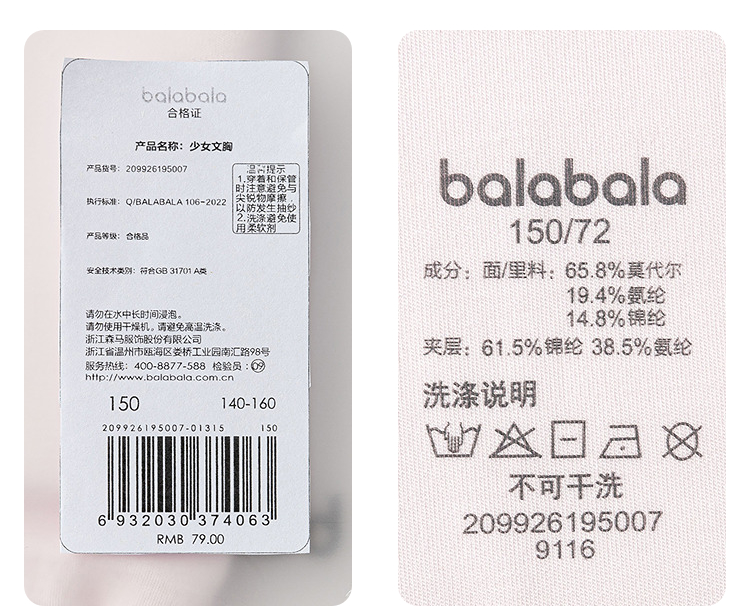 balabala
合格证
产品名称：少女文胸
产品货号：209926195007
温馨提示
1.穿着和保管
时注意避免与
尖锐物摩擦，
以防发生抽纱
2.洗涤避免使
用柔软剂
执行标准：Q/BALABALA 106-2022
产品等级：合格品
安全技术类别：符合GB 31701 A类
请勿在水中长时间浸泡。
请勿使用干燥机。请避免高温洗涤。
浙江森马服饰股份有限公司
浙江省温州市瓯海区娄桥工业园南汇路98号
服务热线：400-8877-588 检验员：09
http://www.balabala.com.cn
150 140-160
209926195007-01315 150
6 932030 374063
RMB 79.00
balabala
150/72
成分：面/里料：65.8%莫代尔
19.4%氨纶
14.8%锦纶
夹层：61.5%锦纶 38.5%氨纶
洗涤说明
不可干洗
209926195007
9116